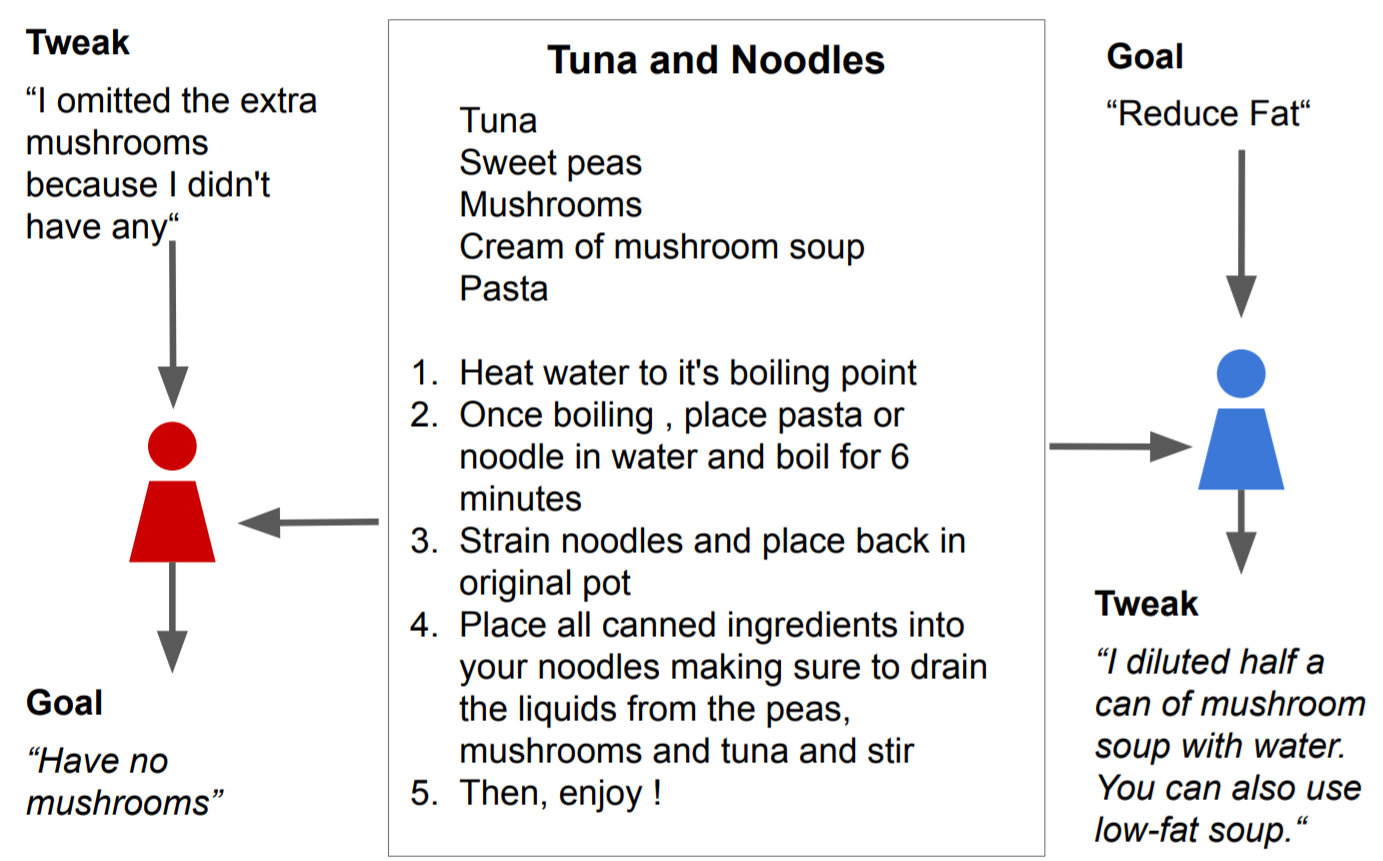 Tweak
“I omitted the extra
mushrooms
because I didn't
have any“
Goal
“Have no
mushrooms”
Tuna and Noodles
Tuna
Sweet peas
Mushrooms
Cream of mushroom soup
Pasta
1. Heat water to it's boiling point
2. Once boiling , place pasta or
noodle in water and boil for 6
minutes
3. Strain noodles and place back in
original pot
4. Place all canned ingredients into
your noodles making sure to drain
the liquids from the peas,
mushrooms and tuna and stir
5. Then, enjoy !
Goal
“Reduce Fat“
Tweak
“I diluted half a
can of mushroom
soup with water.
You can also use
low-fat soup.“